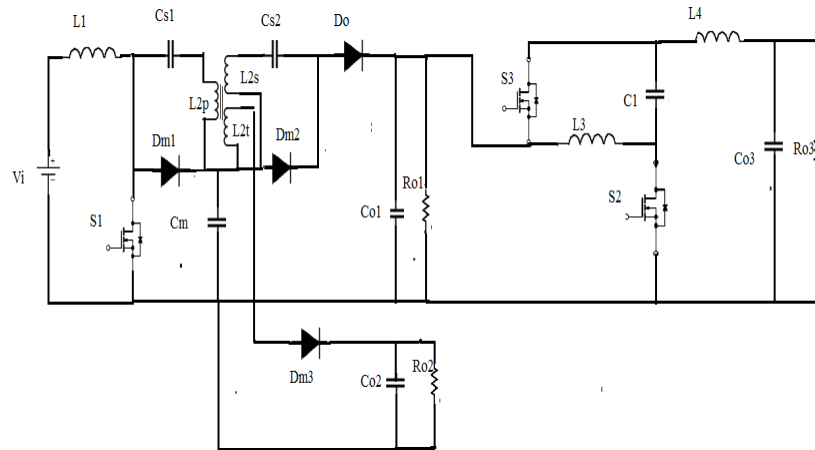 L1
Cs1
Cs2
Do
L4
L2p
L2s
L2t
S3
C1
L3
Dm1
Dm2
Vi
S1
Cm
Ro1
Co1
S2
Co3
Ro3
Dm3
Co2
Ro2